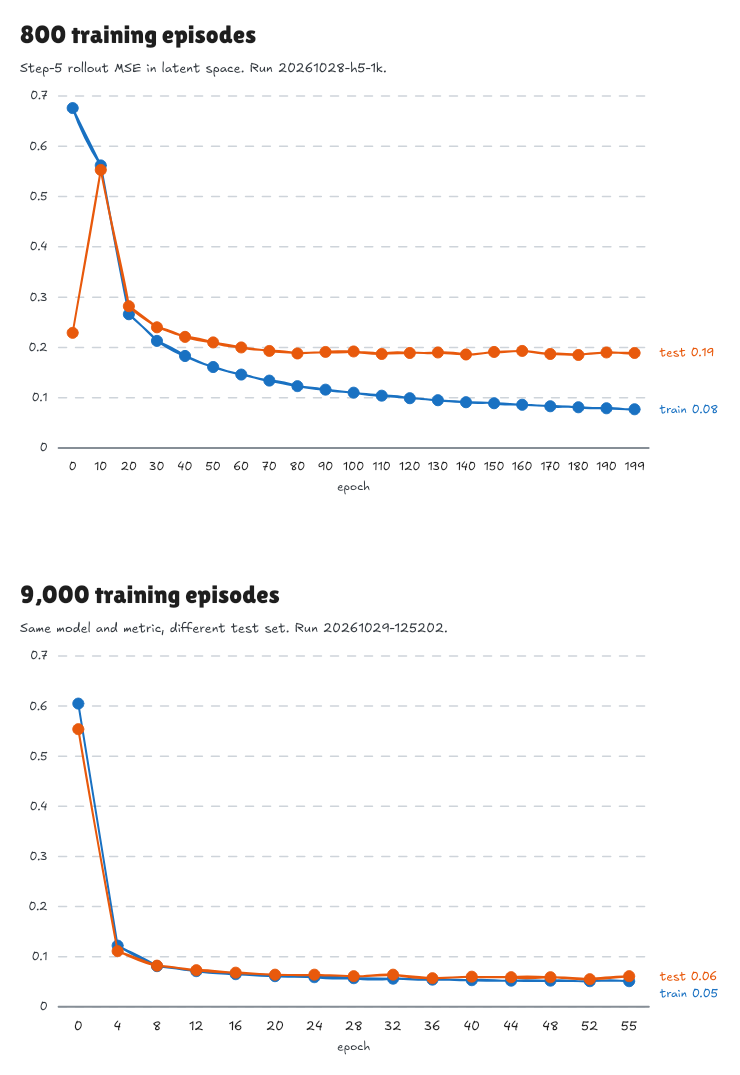 800 training episodes
Step-5 rollout MSE in latent space. Run 20261028-h5-1k.
0.7
0.6
0.5
0.4
0.3
0.2
0.1
0
test 0.19
train 0.08
0 10 20 30 40 50 60 70 80 90 100 110 120 130 140 150 160 170 180 190 199
epoch
9,000 training episodes
Same model and metric, different test set. Run 20261029-125202.
0.7
0.6
0.5
0.4
0.3
0.2
0.1
0
test 0.06
train 0.05
0 4 8 12 16 20 24 28 32 36 40 44 48 52 55
epoch